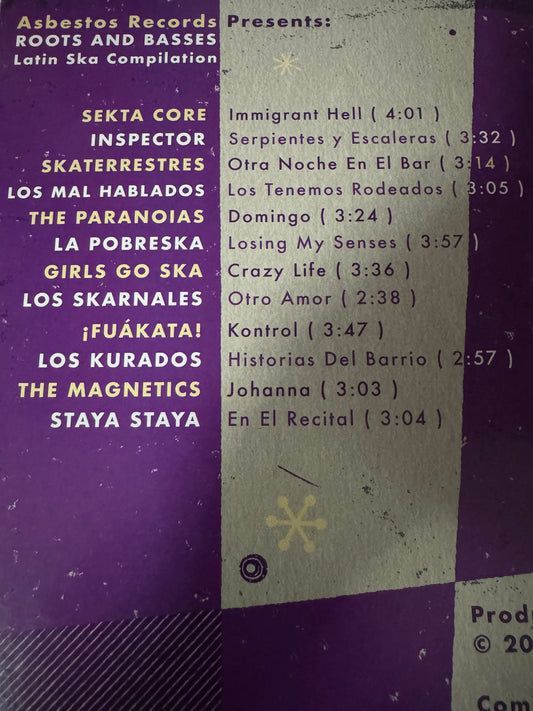 Asbestos Records Presents:
ROOTS AND BASSES
Latin Ska Compilation
SEKTA CORE Immigrant Hell ( 4:01 )
INSPECTOR Serpientes y Escaleras ( 3:32 )
SKATERRESTRES Otra Noche En El Bar ( 3:14 )
LOS MAL HABLADOS Los Tenemos Rodeados ( 3:05 )
THE PARANOIAS Domingo ( 3:24 )
LA POBRESKA Losing My Senses ( 3:57 )
GIRLS GO SKA Crazy Life ( 3:36 )
LOS SKARNALES Otro Amor ( 2:38 )
¡FUÁKATA! Kontrol ( 3:47 )
LOS KURADOS Historias Del Barrio ( 2:57 )
THE MAGNETICS Johanna ( 3:03 )
STAYA STAYA En El Recital ( 3:04 )
©